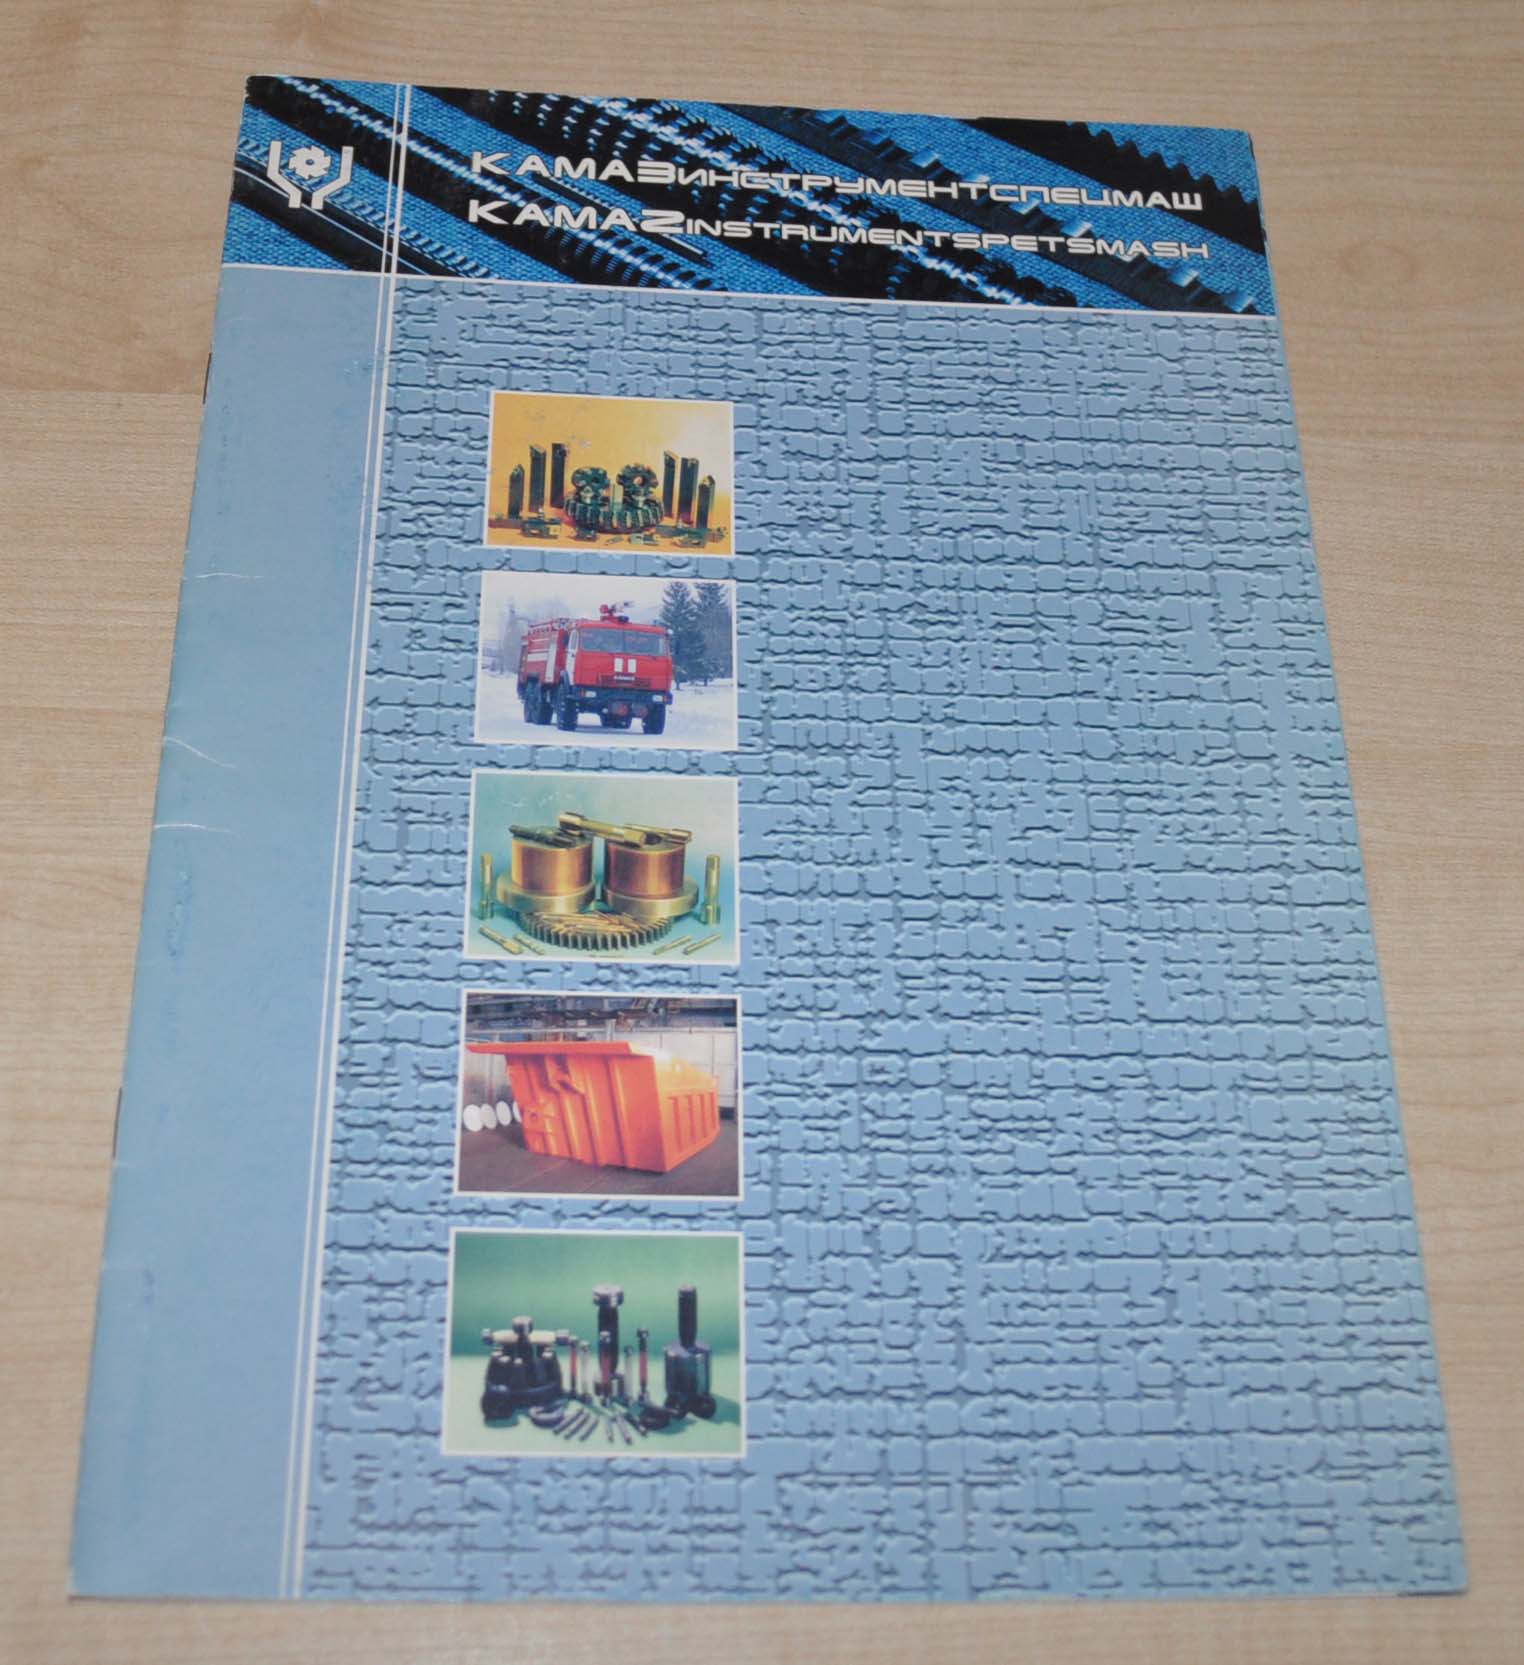 КАМАЗИНСТРУМЕНТСПЕЦМАШ
KAMAZINSTRUMENTSPETSMASH